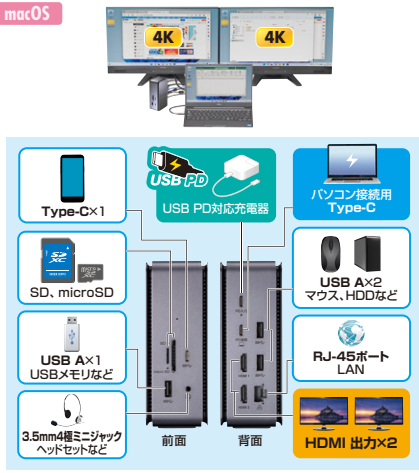 macOS
4K
4K
Type-C×1
USB PD
USB PD対応充電器
パソコン接続用
Type-C
SD、microSD
USB A×2
マウス、HDDなど
USB A×1
USBメモリなど
RJ-45ポート
LAN
3.5mm4極ミニジャック
ヘッドセットなど
前面
背面
HDMI 出力×2